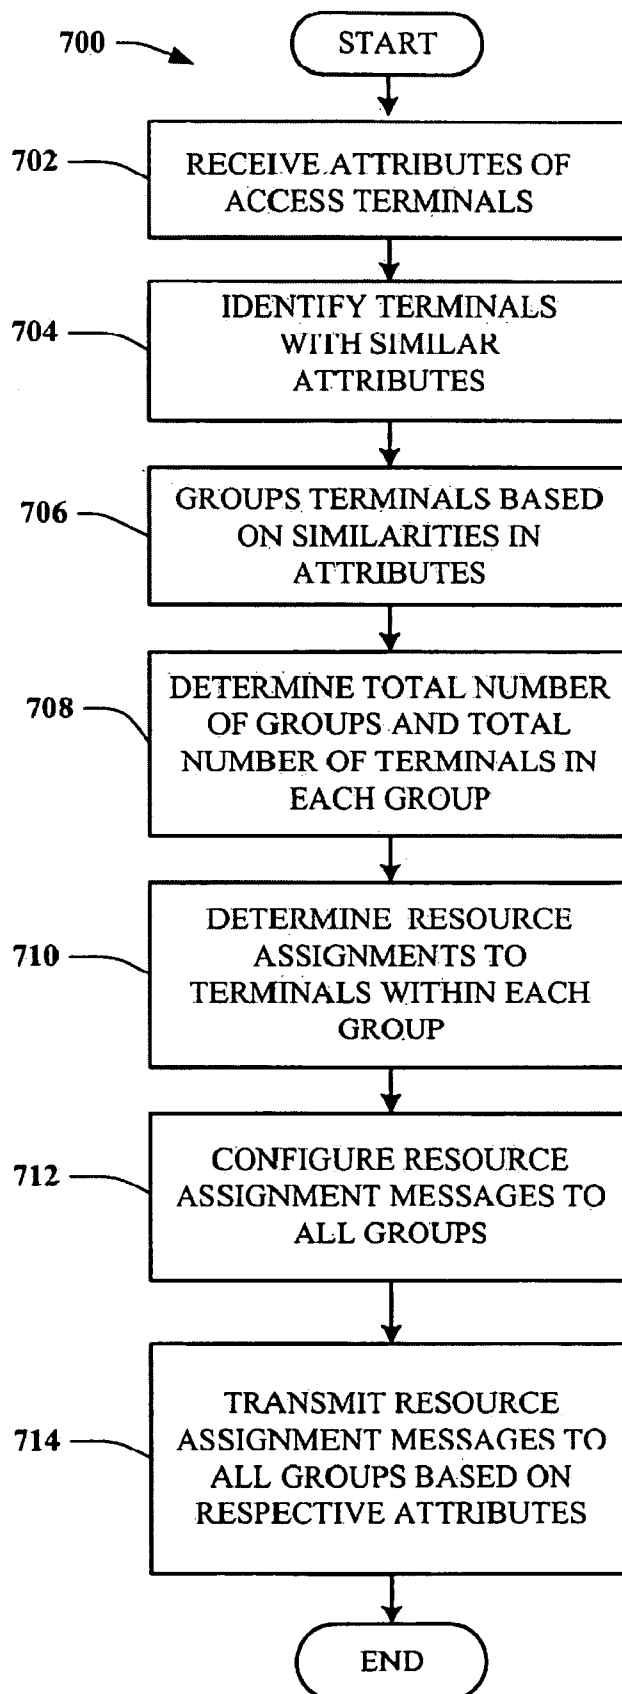 700
START
702
RECEIVE ATTRIBUTES OF
ACCESS TERMINALS
704
IDENTIFY TERMINALS
WITH SIMILAR
ATTRIBUTES
706
GROUPS TERMINALS BASED
ON SIMILARITIES IN
ATTRIBUTES
708
DETERMINE TOTAL NUMBER
OF GROUPS AND TOTAL
NUMBER OF TERMINALS IN
EACH GROUP
710
DETERMINE RESOURCE
ASSIGNMENTS TO
TERMINALS WITHIN EACH
GROUP
712
CONFIGURE RESOURCE
ASSIGNMENT MESSAGES TO
ALL GROUPS
714
TRANSMIT RESOURCE
ASSIGNMENT MESSAGES TO
ALL GROUPS BASED ON
RESPECTIVE ATTRIBUTES
END